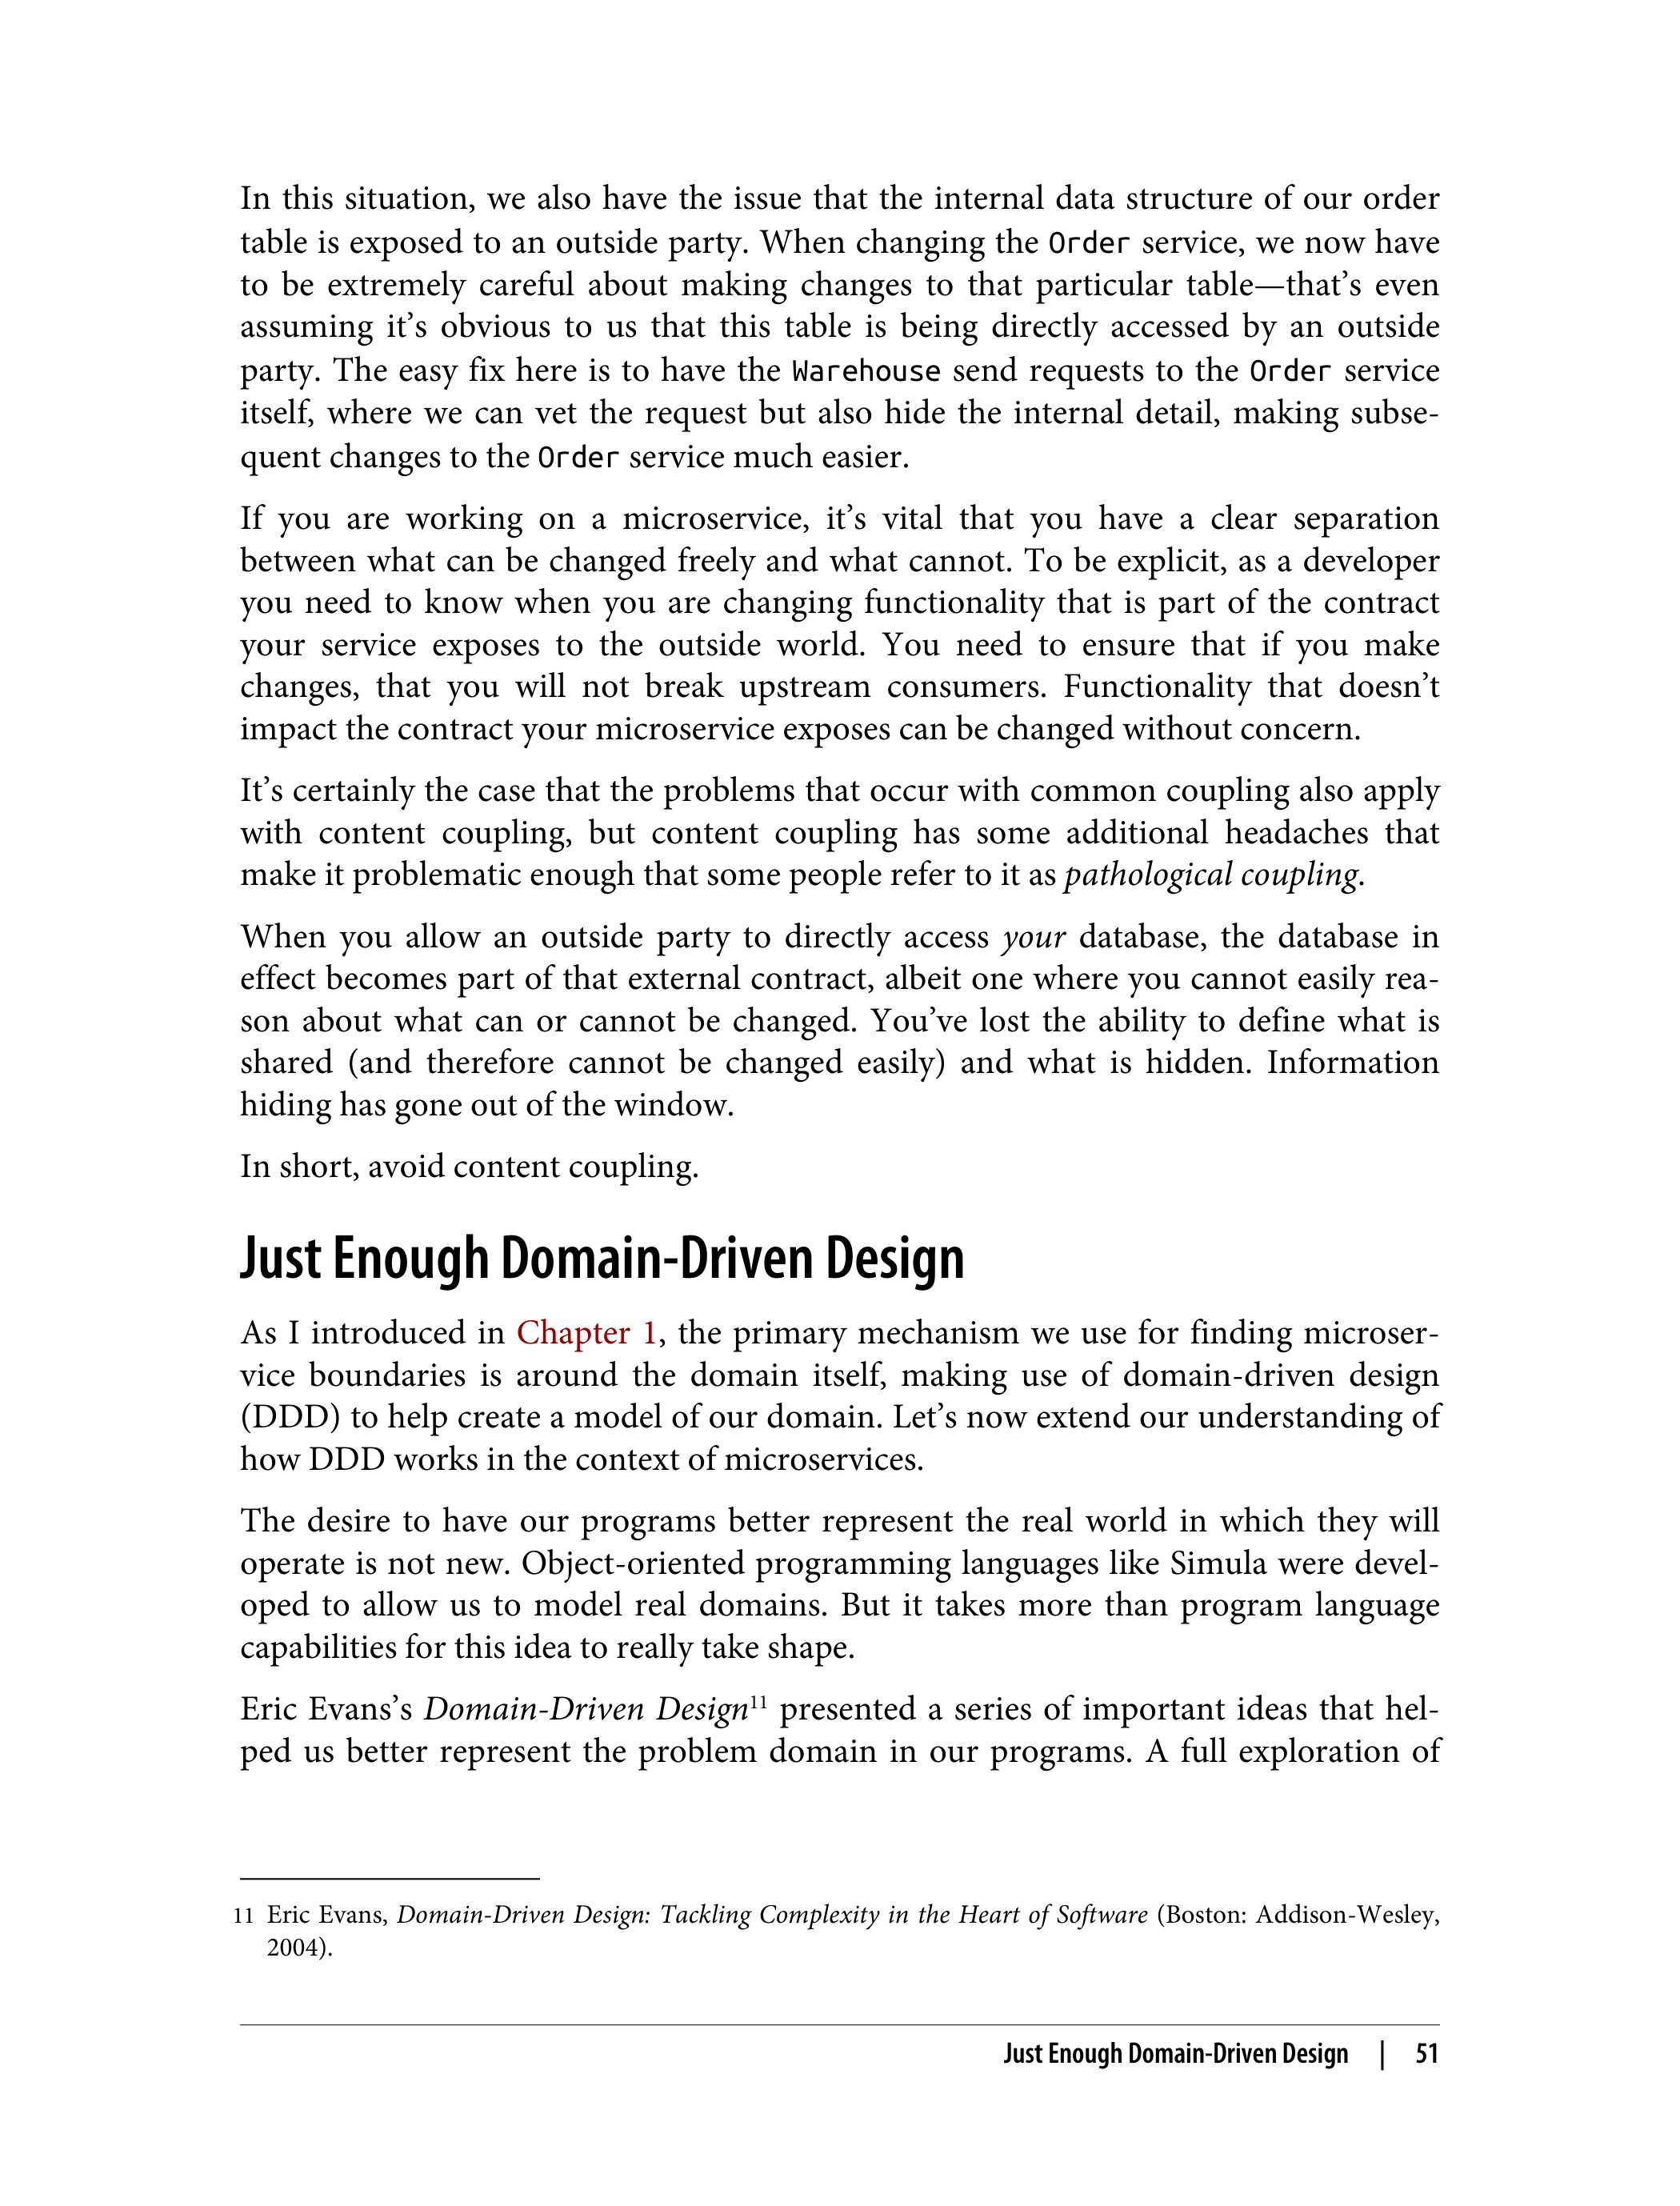 In this situation, we also have the issue that the internal data structure of our order
table is exposed to an outside party. When changing the Order service, we now have
to be extremely careful about making changes to that particular table—that’s even
assuming it’s obvious to us that this table is being directly accessed by an outside
party. The easy fix here is to have the Warehouse send requests to the Order service
itself, where we can vet the request but also hide the internal detail, making subse-
quent changes to the Order service much easier.
If you are working on a microservice, it’s vital that you have a clear separation
between what can be changed freely and what cannot. To be explicit, as a developer
you need to know when you are changing functionality that is part of the contract
your service exposes to the outside world. You need to ensure that if you make
changes, that you will not break upstream consumers. Functionality that doesn’t
impact the contract your microservice exposes can be changed without concern.
It’s certainly the case that the problems that occur with common coupling also apply
with content coupling, but content coupling has some additional headaches that
make it problematic enough that some people refer to it as pathological coupling.
When you allow an outside party to directly access your database, the database in
effect becomes part of that external contract, albeit one where you cannot easily rea-
son about what can or cannot be changed. You’ve lost the ability to define what is
shared (and therefore cannot be changed easily) and what is hidden. Information
hiding has gone out of the window.
In short, avoid content coupling.
Just Enough Domain-Driven Design
As I introduced in Chapter 1, the primary mechanism we use for finding microser-
vice boundaries is around the domain itself, making use of domain-driven design
(DDD) to help create a model of our domain. Let’s now extend our understanding of
how DDD works in the context of microservices.
The desire to have our programs better represent the real world in which they will
operate is not new. Object-oriented programming languages like Simula were devel-
oped to allow us to model real domains. But it takes more than program language
capabilities for this idea to really take shape.
Eric Evans’s Domain-Driven Design11 presented a series of important ideas that hel-
ped us better represent the problem domain in our programs. A full exploration of
11 Eric Evans, Domain-Driven Design: Tackling Complexity in the Heart of Software (Boston: Addison-Wesley,
2004).
Just Enough Domain-Driven Design | 51